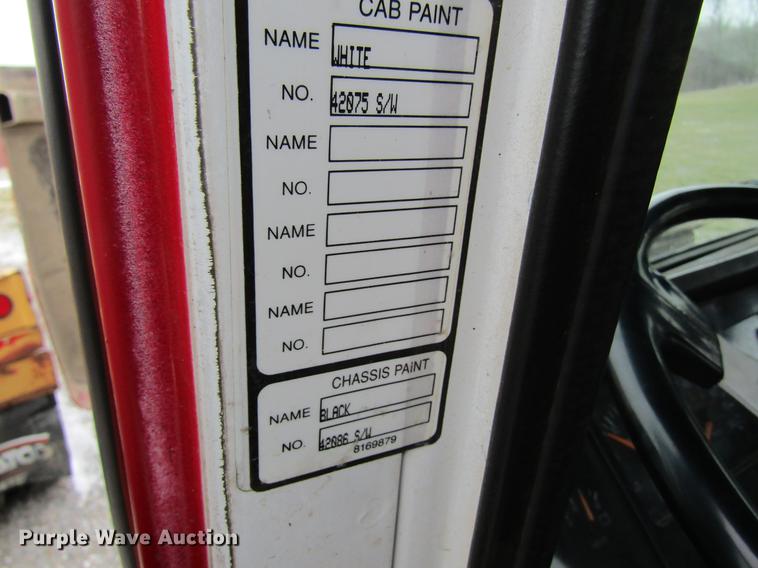 CAB PAINT
NAME WHITE
NO. 42075 S/W
NAME
NO.
NAME
NO.
NAME
NO.
CHASSIS PAINT
NAME BLACK
NO. 42086 S/W
8169879
Purple Wave Auction